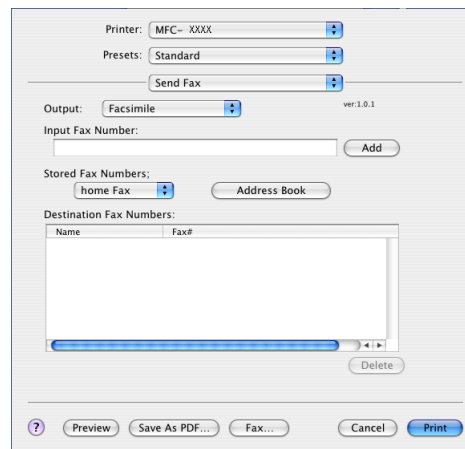 Printer: MFC- XXXX
Presets: Standard
Send Fax
Output: Facsimile ver:1.0.1
Input Fax Number:
Add
Stored Fax Numbers;
home Fax Address Book
Destination Fax Numbers:
Name Fax#
Delete
? Preview Save As PDF... Fax... Cancel Print